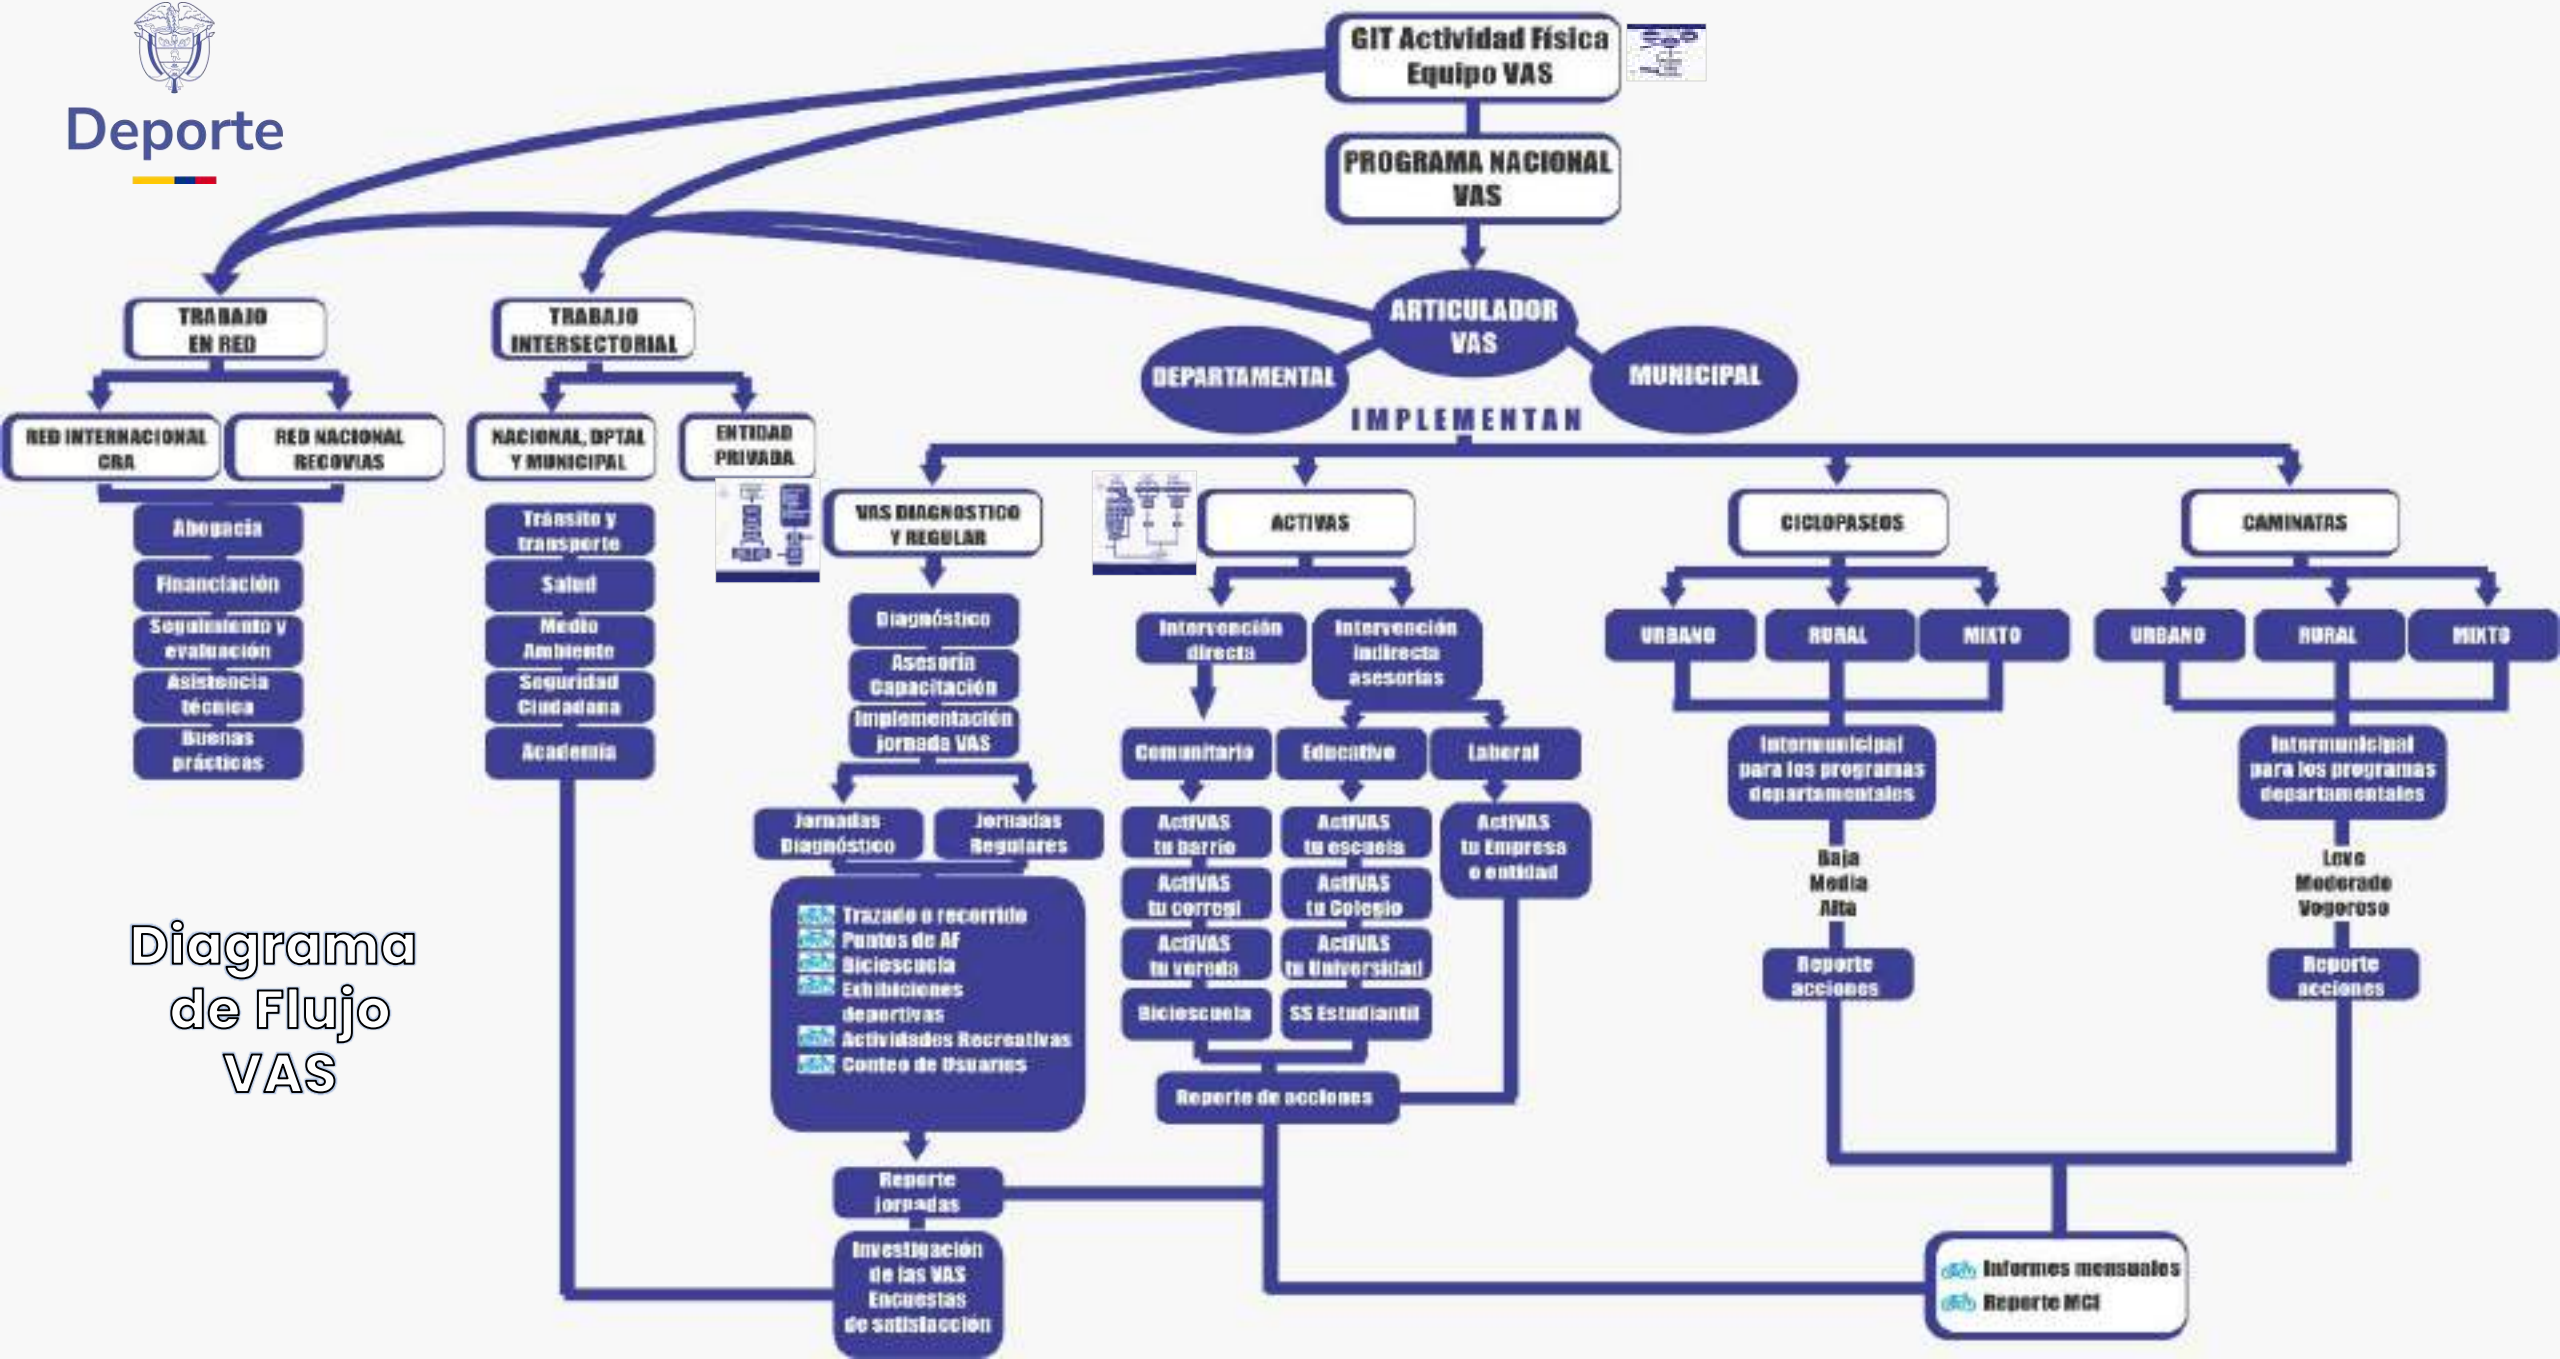 Deporte
GIT Actividad Física
Equipo VAS
PROGRAMA NACIONAL
VAS
ARTICULADOR
VAS
DEPARTAMENTAL
MUNICIPAL
IMPLEMENTAN
TRABAJO
EN RED
RED INTERNACIONAL
CRA
RED NACIONAL
RECOVIAS
Abogacía
Financiación
Seguimiento y
evaluación
Asistencia
técnica
Buenas
prácticas
TRABAJO
INTERSECTORIAL
NACIONAL, DPTAL
Y MUNICIPAL
ENTIDAD
PRIVADA
Tránsito y
transporte
Salud
Medio
Ambiente
Seguridad
Ciudadana
Academia
VAS DIAGNOSTICO
Y REGULAR
Diagnóstico
Asesoría
Capacitación
Implementación
jornada VAS
Jornadas
Diagnóstico
Jornadas
Regulares
Trazado o recorrido
Puntos de AF
Biciescuela
Exhibiciones
deportivas
Actividades Recreativas
Conteo de Usuarios
Reporte
jornadas
Investigación
de las VAS
Encuestas
de satisfacción
ACTIVAS
Intervención
directa
Intervención
indirecta
asesorías
Comunitario
Educativo
Laboral
ActiVAS
tu barrio
ActiVAS
tu corregi
ActiVAS
tu vereda
Biciescuela
ActiVAS
tu escuela
ActiVAS
tu Colegio
ActiVAS
tu Universidad
SS Estudiantil
ActiVAS
tu Empresa
o entidad
Reporte de acciones
CICLOPASEOS
URBANO
RURAL
MIXTO
Intermunicipal
para los programas
departamentales
Baja
Media
Alta
Reporte
acciones
CAMINATAS
URBANO
RURAL
MIXTO
Intermunicipal
para los programas
departamentales
Leve
Moderado
Vogoroso
Reporte
acciones
Informes mensuales
Reporte MCI
Diagrama
de Flujo
VAS